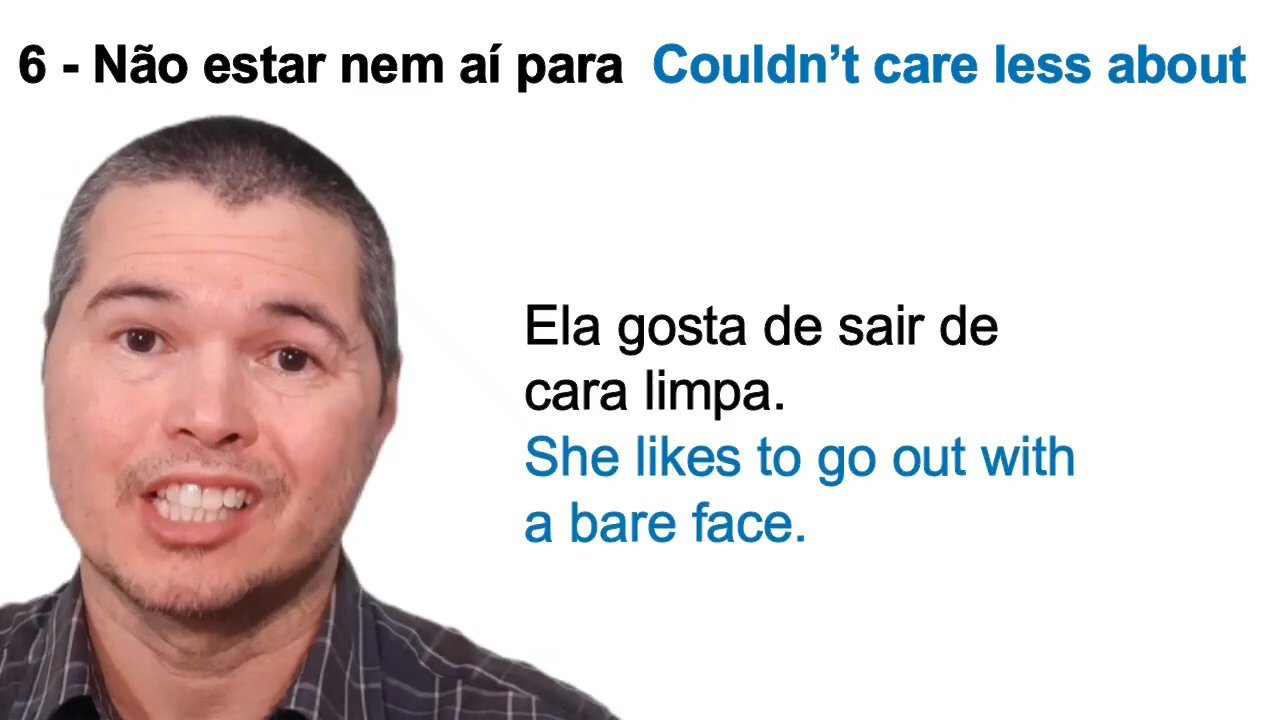 6 - Não estar nem aí para Couldn’t care less about
Ela gosta de sair de
cara limpa.
She likes to go out with
a bare face.